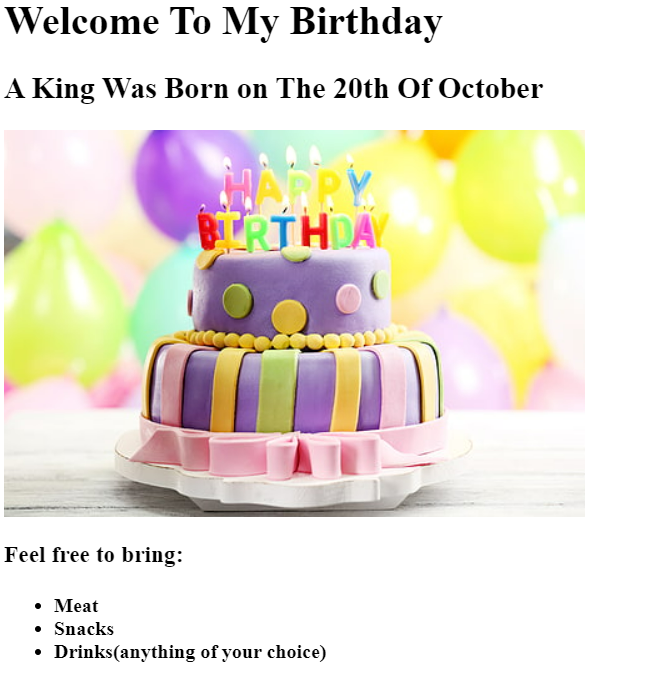 Welcome To My Birthday
A King Was Born on The 20th Of October
HAPPY
BIRTHDAY
Feel free to bring:
Meat
Snacks
Drinks(anything of your choice)